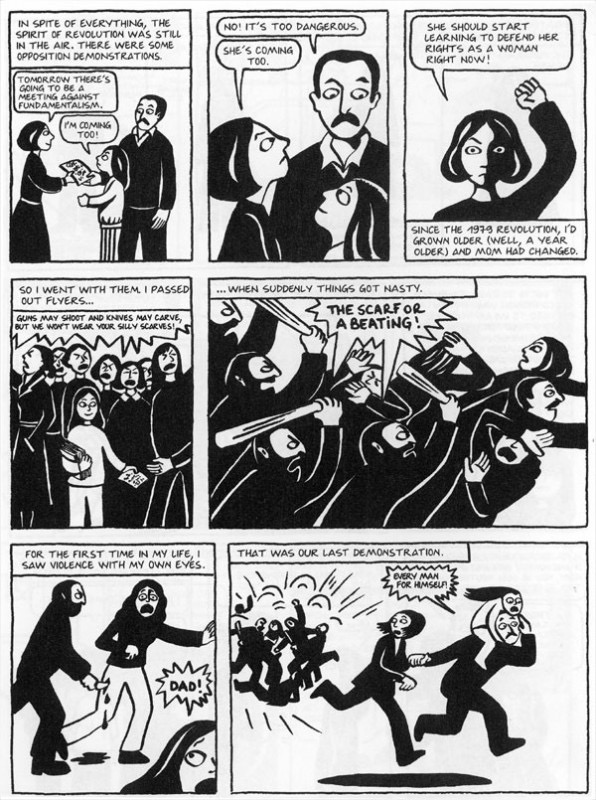 IN SPITE OF EVERYTHING, THE
SPIRIT OF REVOLUTION WAS STILL
IN THE AIR. THERE WERE SOME
OPPOSITION DEMONSTRATIONS.
TOMORROW THERE'S
GOING TO BE A
MEETING AGAINST
FUNDAMENTALISM.
I'M COMING
TOO!
NO! IT'S TOO DANGEROUS.
SHE'S COMING
TOO.
SHE SHOULD START
LEARNING TO DEFEND HER
RIGHTS AS A WOMAN
RIGHT NOW!
SINCE THE 1979 REVOLUTION, I'D
GROWN OLDER (WELL, A YEAR
OLDER) AND MOM HAD CHANGED.
SO I WENT WITH THEM. I PASSED
OUT FLYERS...
GUNS MAY SHOOT AND KNIVES MAY CARVE,
BUT WE WON'T WEAR YOUR SILLY SCARVES!
...WHEN SUDDENLY THINGS GOT NASTY.
THE SCARF OR
A BEATING!
FOR THE FIRST TIME IN MY LIFE, I
SAW VIOLENCE WITH MY OWN EYES.
DAD!
THAT WAS OUR LAST DEMONSTRATION.
EVERY MAN
FOR HIMSELF!